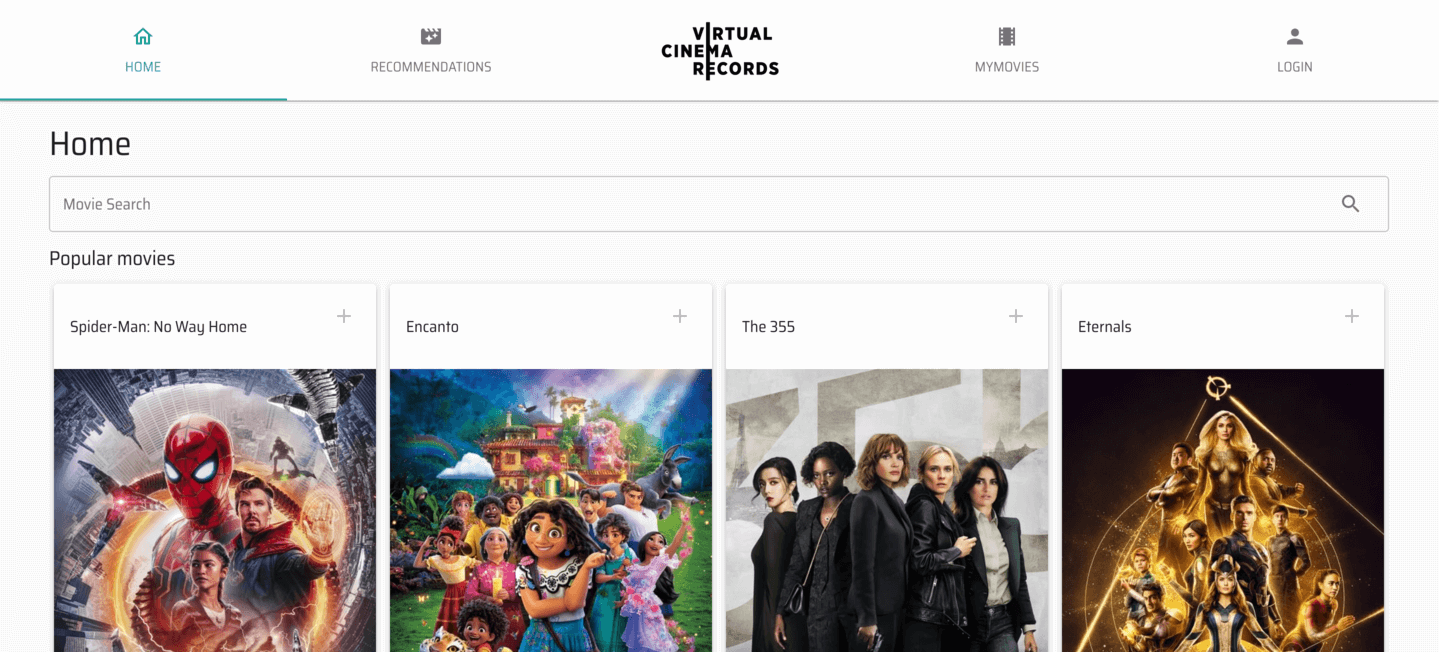 HOME
RECOMMENDATIONS
VIRTUAL
CINEMA
RECORDS
MYMOVIES
LOGIN
Home
Movie Search
Popular movies
Spider-Man: No Way Home
Encanto
The 355
Eternals